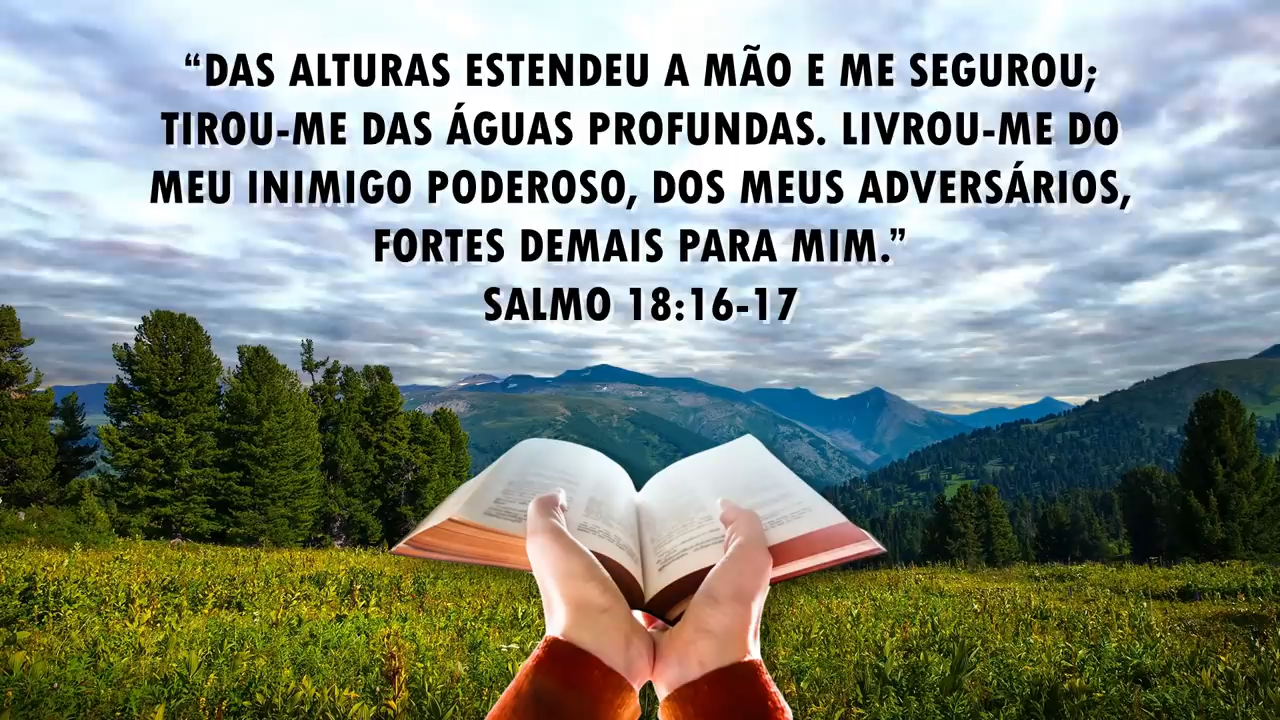 “DAS ALTURAS ESTENDEU A MÃO E ME SEGUROU;
TIROU-ME DAS ÁGUAS PROFUNDAS. LIVROU-ME DO
MEU INIMIGO PODEROSO, DOS MEUS ADVERSÁRIOS,
FORTES DEMAIS PARA MIM.”
SALMO 18:16-17